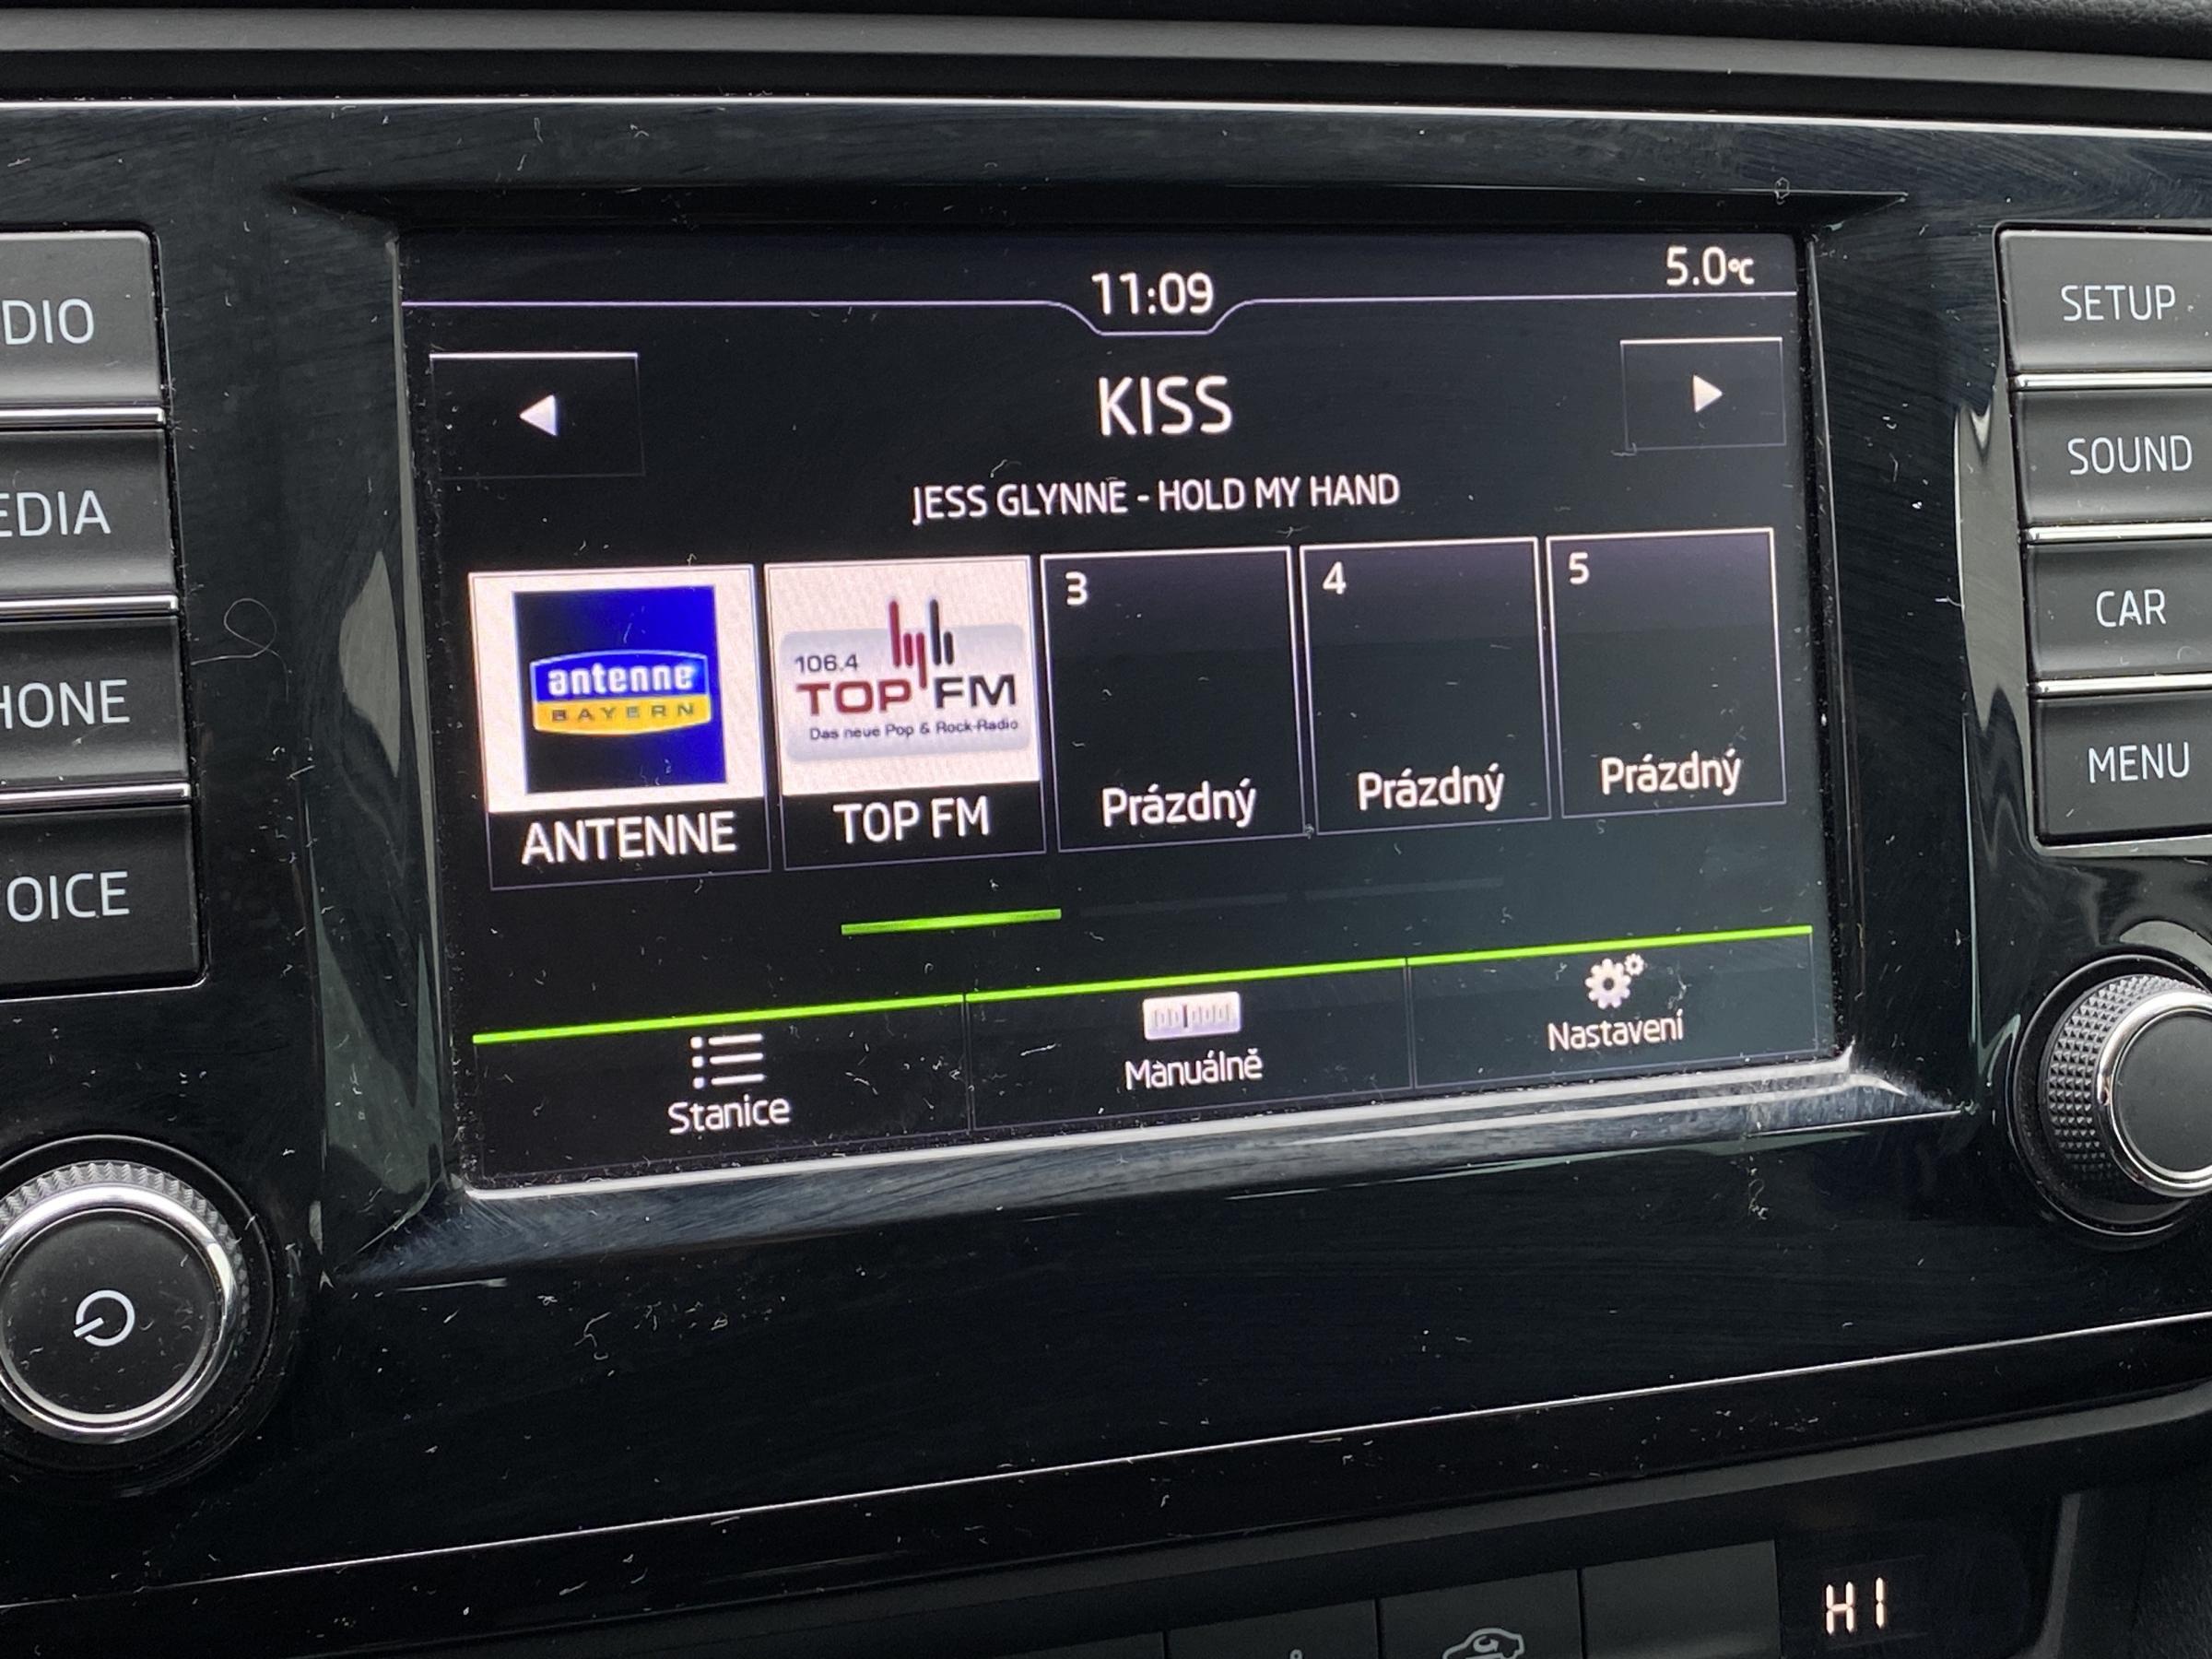 11:09
5.0°C
KISS
JESS GLYNNE - HOLD MY HAND
antenne
BAYERN
ANTENNE
106.4
TOP FM
Das neue Pop & Rock-Radio
TOP FM
3
Prázdný
4
Prázdný
5
Prázdný
Stanice
Manuálně
Nastavení
DIO
EDIA
HONE
OICE
SETUP
SOUND
CAR
MENU
HI